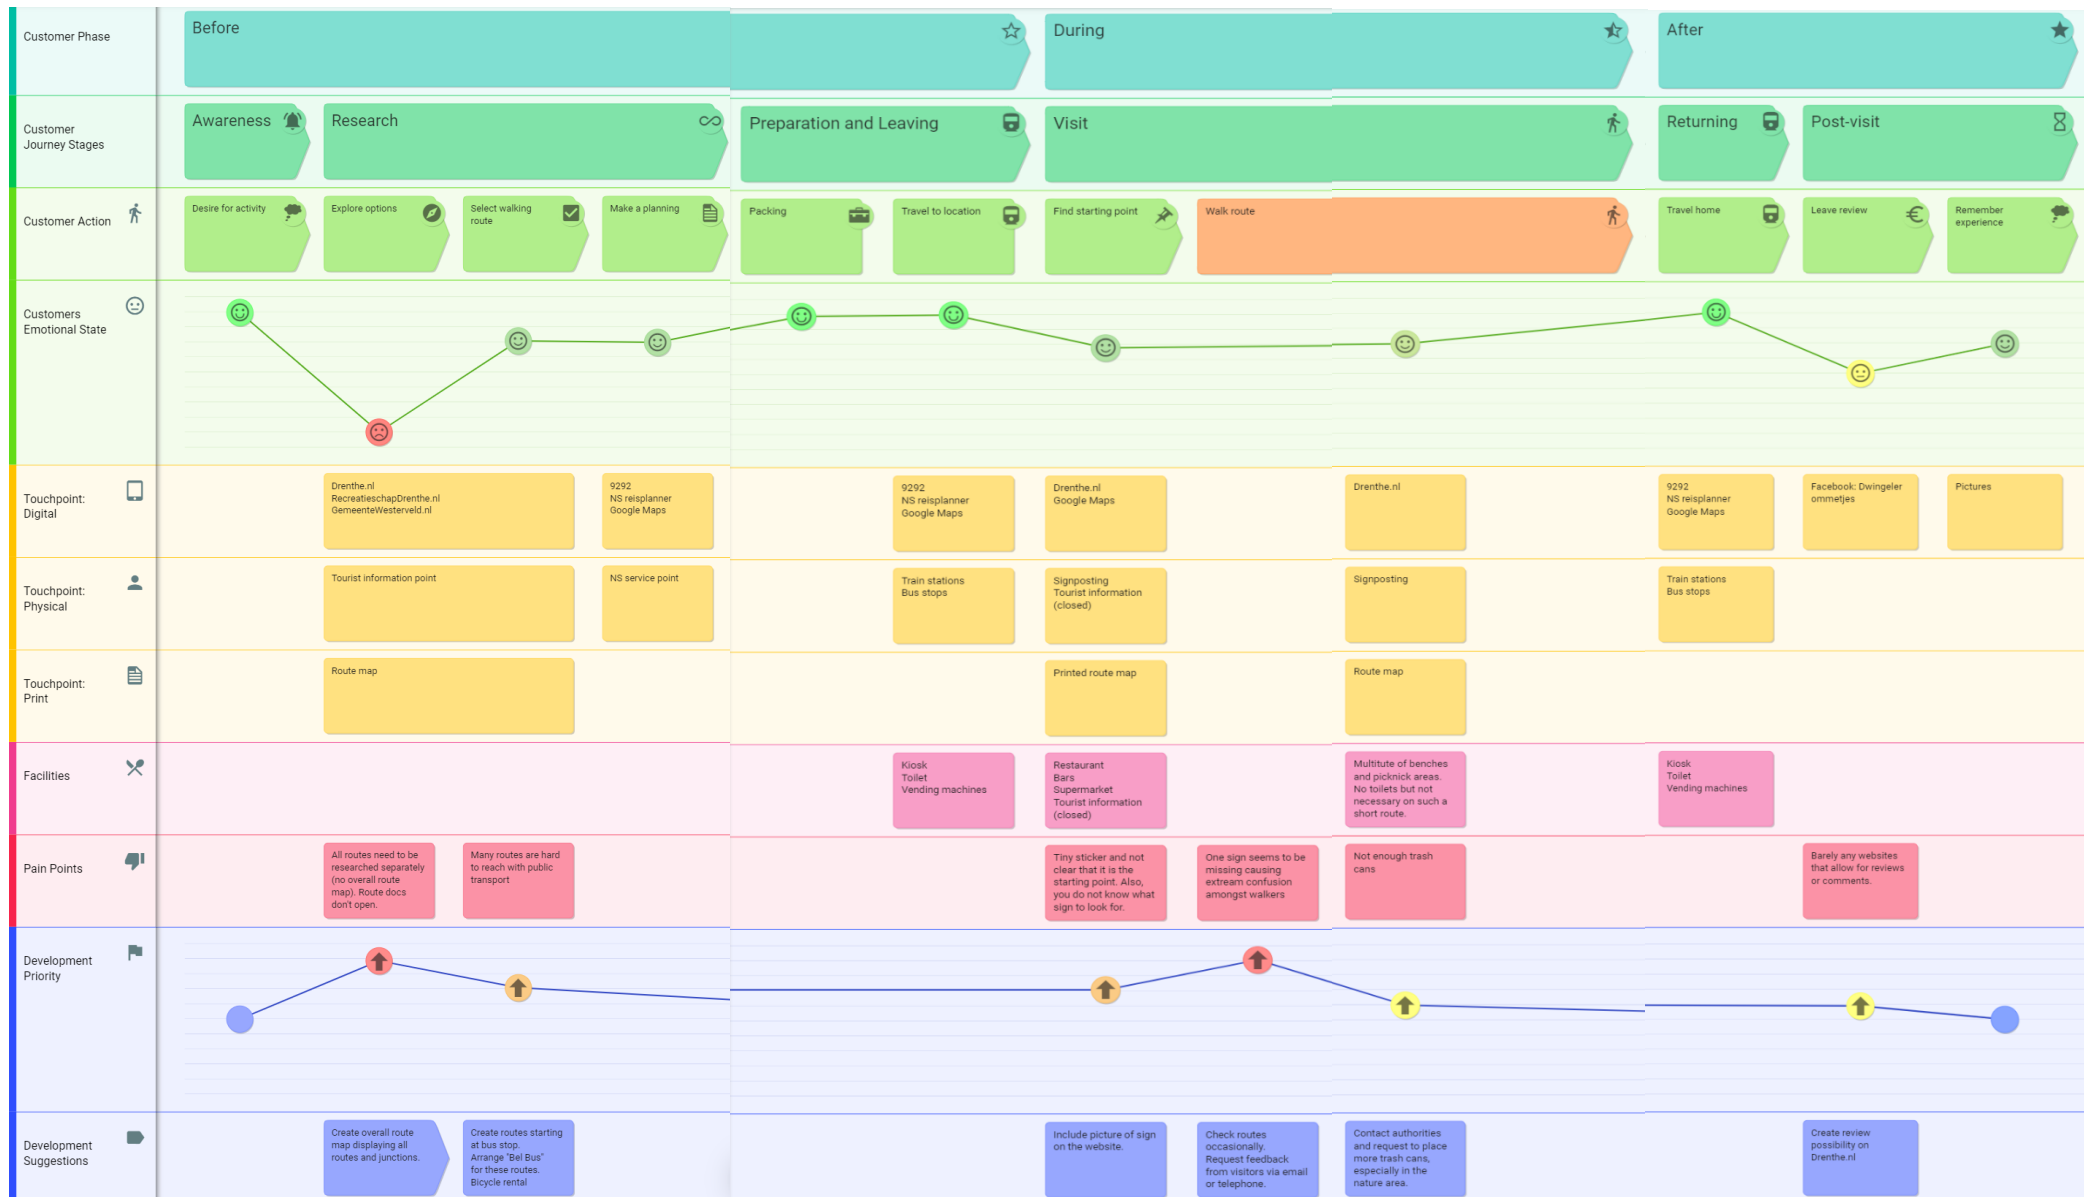 Customer Phase
Before
During
After
Customer
Journey Stages
Awareness
Research
Preparation and Leaving
Visit
Returning
Post-visit
Customer Action
Desire for activity
Explore options
Select walking
route
Make a planning
Packing
Travel to location
Find starting point
Walk route
Travel home
Leave review
Remember
experience
Customers
Emotional State
Touchpoint:
Digital
Drenthe.nl
RecreatieschapDrenthe.nl
GemeenteWesterveld.nl
9292
NS reisplanner
Google Maps
9292
NS reisplanner
Google Maps
Drenthe.nl
Google Maps
Drenthe.nl
9292
NS reisplanner
Google Maps
Facebook: Dwingeler
ommetjes
Pictures
Touchpoint:
Physical
Tourist information point
NS service point
Train stations
Bus stops
Signposting
Tourist information
(closed)
Signposting
Train stations
Bus stops
Touchpoint:
Print
Route map
Printed route map
Route map
Facilities
Kiosk
Toilet
Vending machines
Restaurant
Bars
Supermarket
Tourist information
(closed)
Multitute of benches
and picknick areas.
No toilets but not
necessary on such a
short route.
Kiosk
Toilet
Vending machines
Pain Points
All routes need to be
researched separately
(no overall route
map). Route docs
don't open.
Many routes are hard
to reach with public
transport
Tiny sticker and not
clear that it is the
starting point. Also,
you do not know what
sign to look for.
One sign seems to be
missing causing
extream confusion
amongst walkers
Not enough trash
cans
Barely any websites
that allow for reviews
or comments.
Development
Priority
Development
Suggestions
Create overall route
map displaying all
routes and junctions.
Create routes starting
at bus stop.
Arrange "Bel Bus"
for these routes.
Bicycle rental
Include picture of sign
on the website.
Check routes
occasionally.
Request feedback
from visitors via email
or telephone.
Contact authorities
and request to place
more trash cans,
especially in the
nature area.
Create review
possibility on
Drenthe.nl